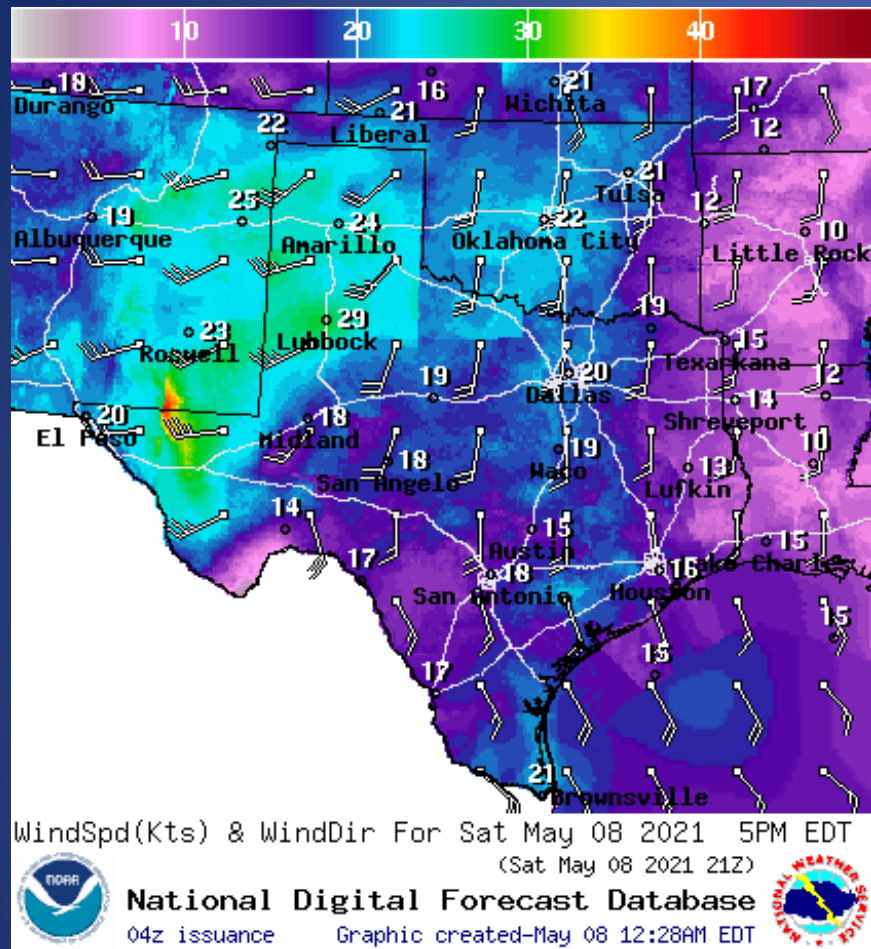 10 20 30 40
18 16 21 17
Durango Liberal Wichita
21
22 12
21
Tulsa
19 25 24 22 12 10
Albuquerque Amarillo Oklahoma City Little Rock
23 29 19 15
Roswell Lubbock Texarkana
20 19 20 14 12
El Paso Dallas Shreveport
18
Midland
18 19 13 10
San Angelo Waco Lufkin
14 15 15
Austin Lake Charles
17 18 16
San Antonio Houston
15 15
17
21
Brownsville
WindSpd(Kts) & WindDir For Sat May 08 2021 5PM EDT
(Sat May 08 2021 21Z)
NOAA
National Digital Forecast Database
NATIONAL WEATHER SERVICE
04z issuance Graphic created-May 08 12:28AM EDT